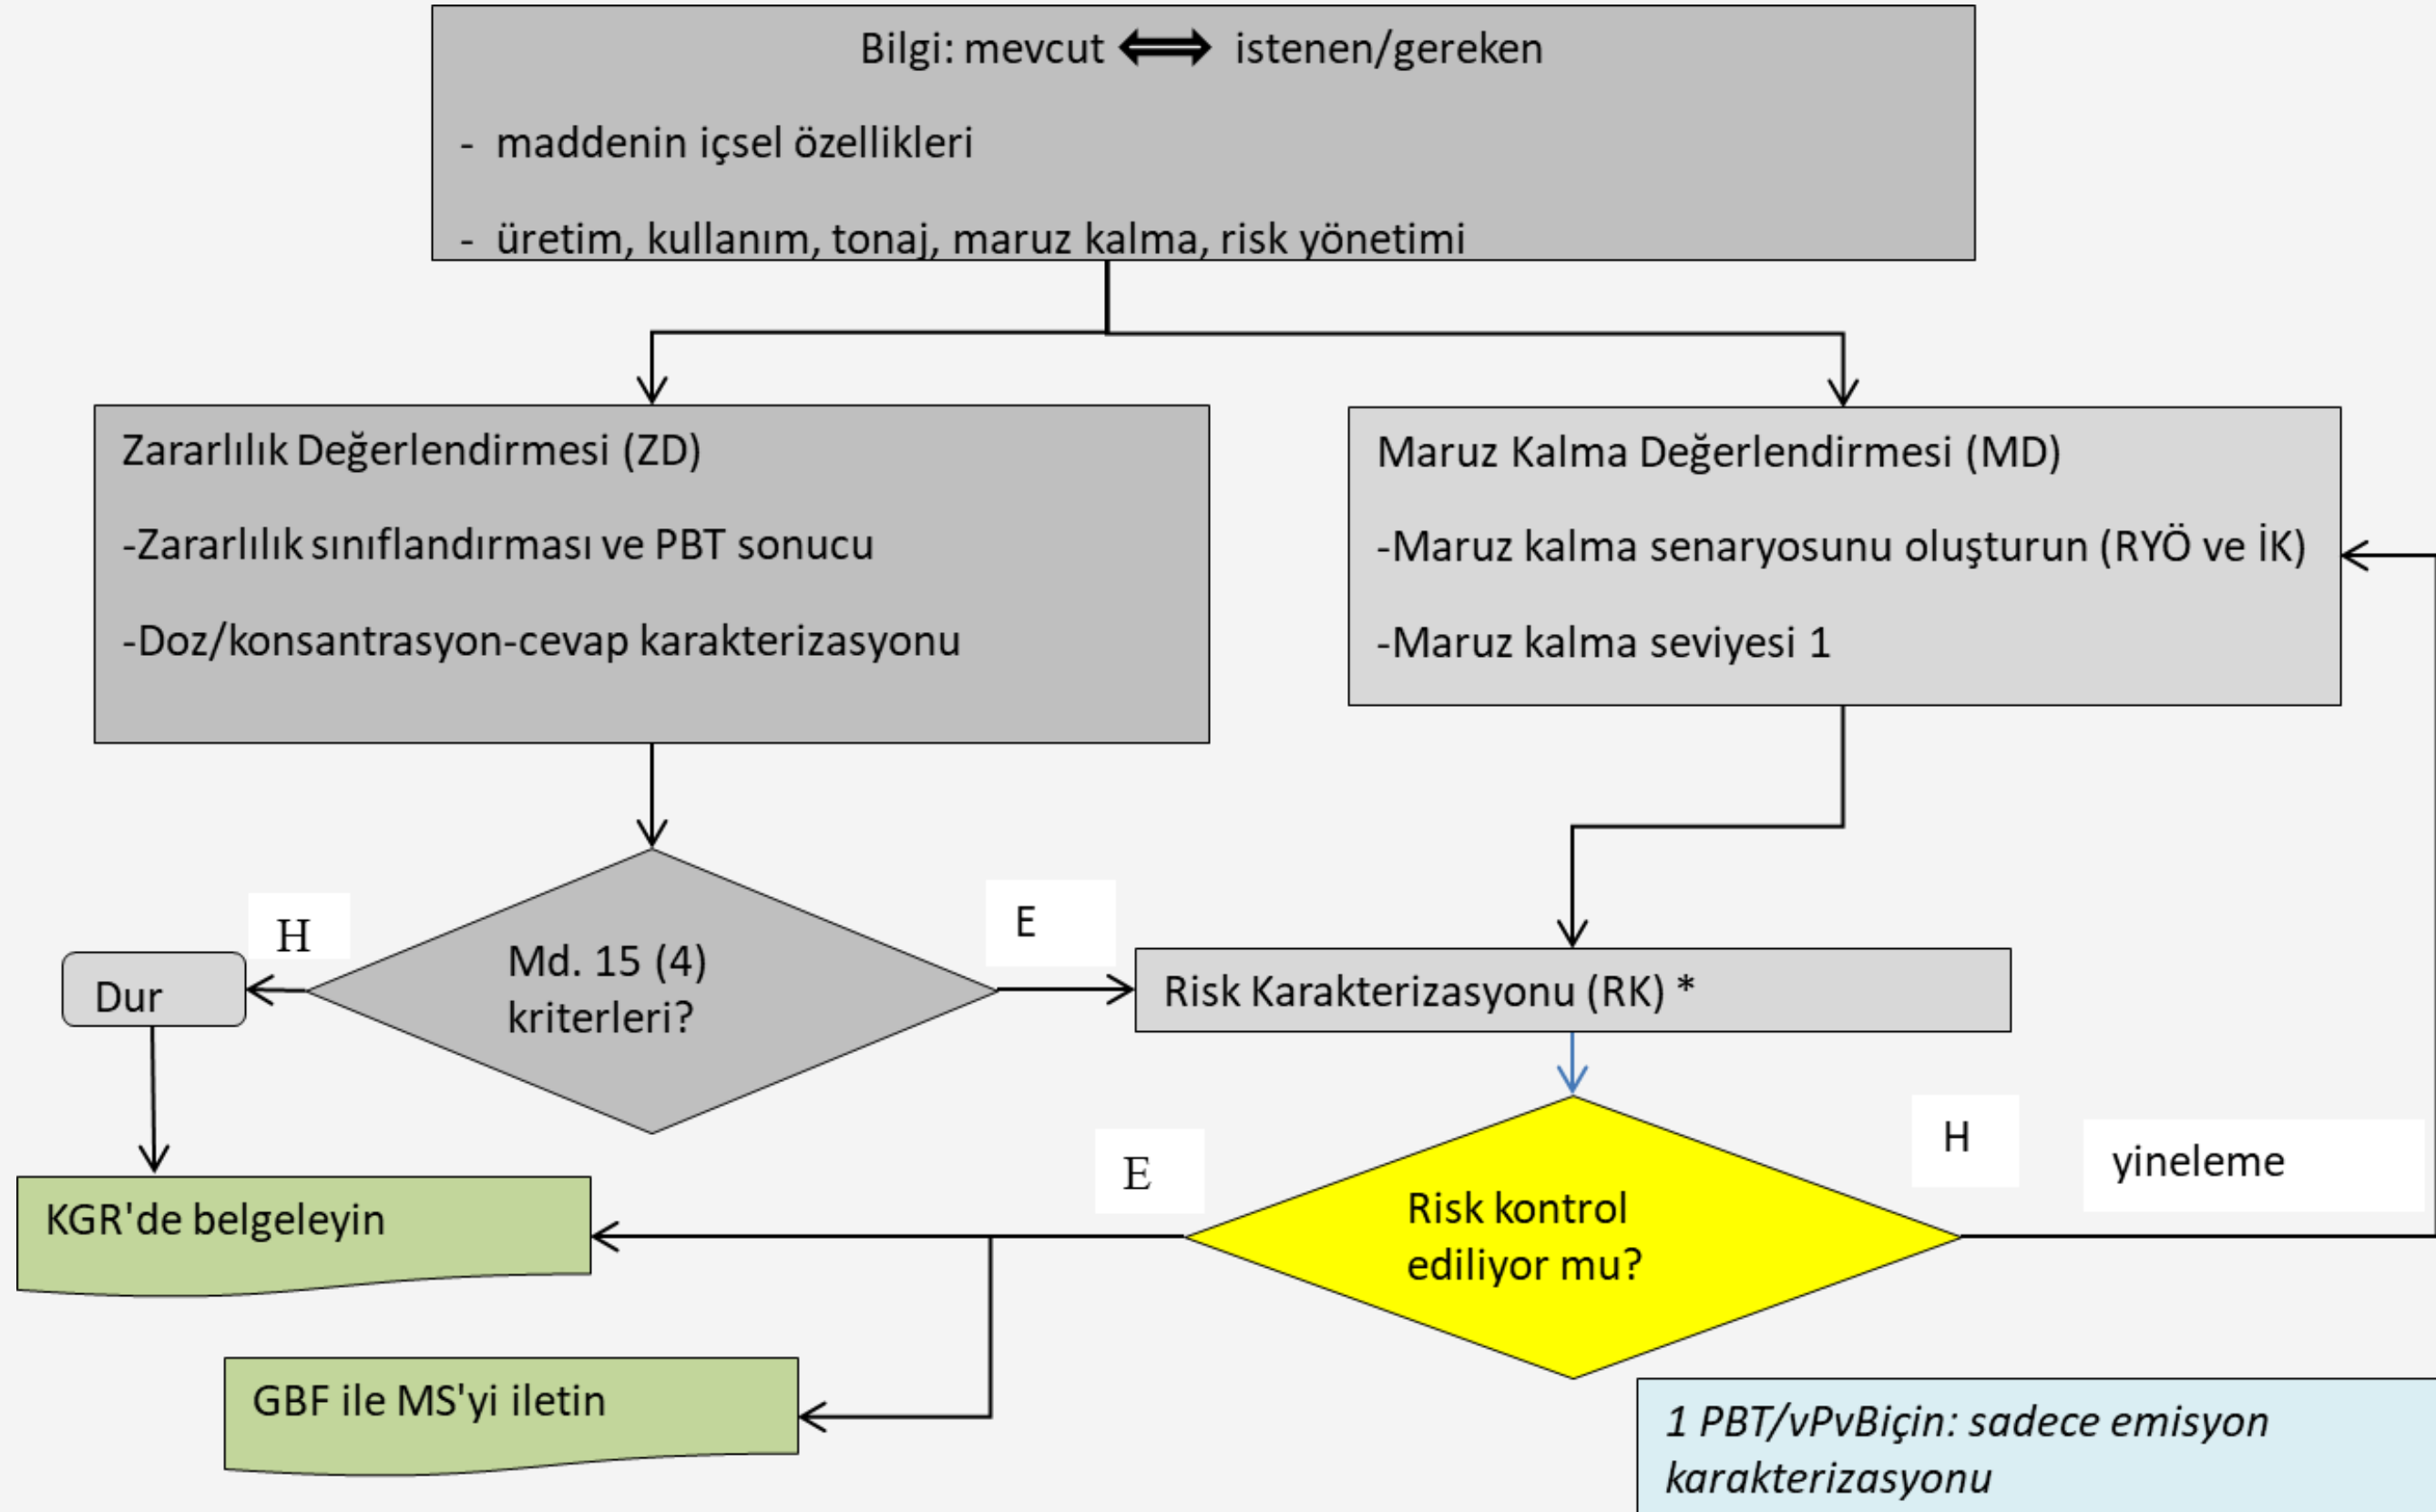 Bilgi: mevcut ⟺ istenen/gereken
- maddenin içsel özellikleri
- üretim, kullanım, tonaj, maruz kalma, risk yönetimi
Zararlılık Değerlendirmesi (ZD)
-Zararlılık sınıflandırması ve PBT sonucu
-Doz/konsantrasyon-cevap karakterizasyonu
Maruz Kalma Değerlendirmesi (MD)
-Maruz kalma senaryosunu oluşturun (RYÖ ve İK)
-Maruz kalma seviyesi 1
H
Dur
Md. 15 (4)
kriterleri?
E
Risk Karakterizasyonu (RK) *
KGR'de belgeleyin
E
Risk kontrol
ediliyor mu?
H
yineleme
GBF ile MS'yi iletin
1 PBT/vPvBiçin: sadece emisyon
karakterizasyonu